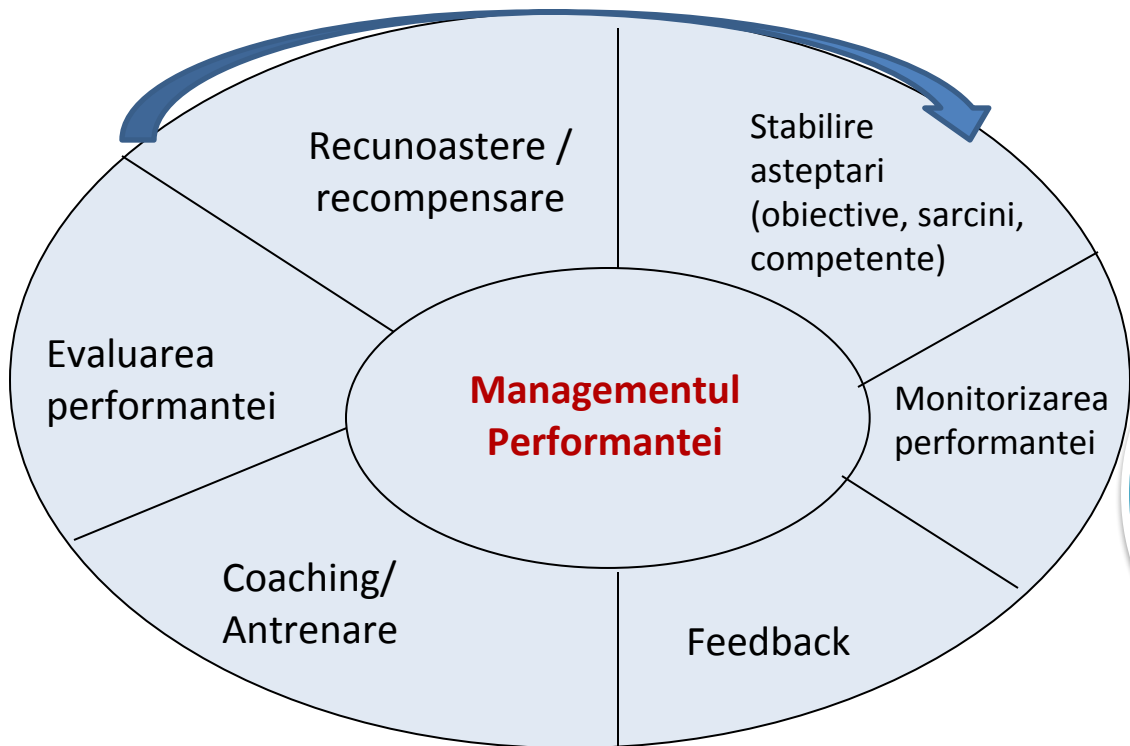 Recunoastere /
recompensare
Stabilire
asteptari
(obiective, sarcini,
competente)
Evaluarea
performantei
Managementul
Performantei
Monitorizarea
performantei
Coaching/
Antrenare
Feedback